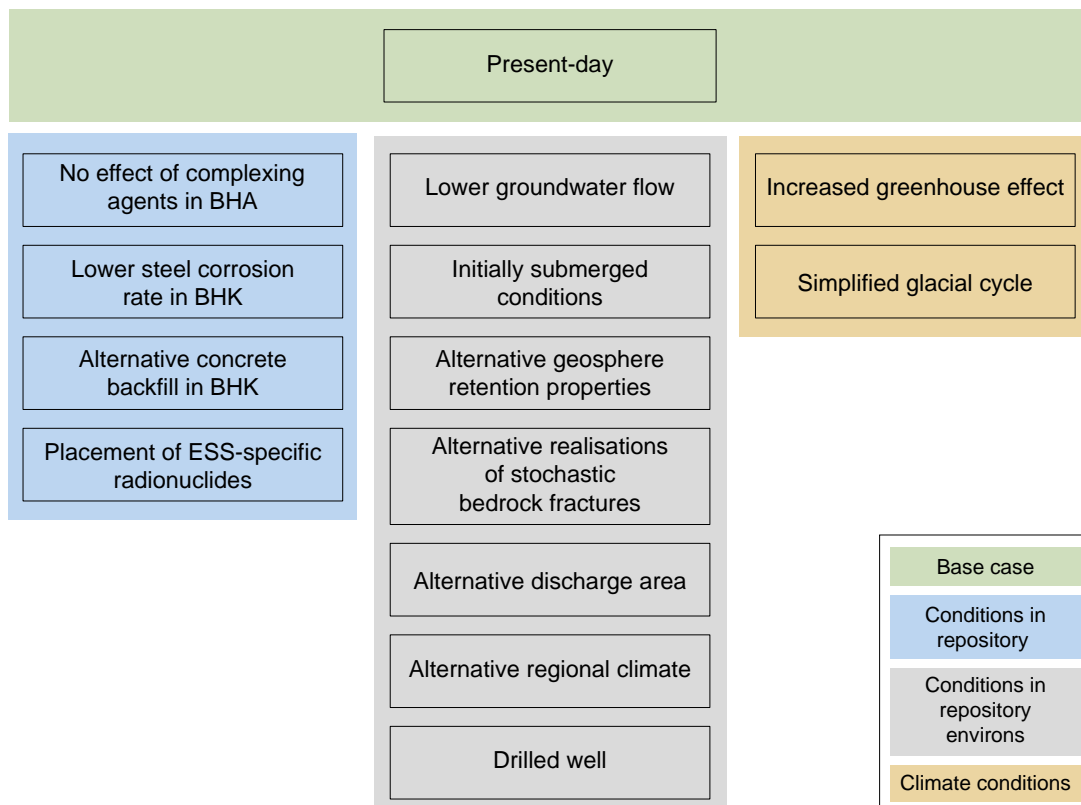 Present-day
No effect of complexing
agents in BHA
Lower steel corrosion
rate in BHK
Alternative concrete
backfill in BHK
Placement of ESS-specific
radionuclides
Lower groundwater flow
Initially submerged
conditions
Alternative geosphere
retention properties
Alternative realisations
of stochastic
bedrock fractures
Alternative discharge area
Alternative regional climate
Drilled well
Increased greenhouse effect
Simplified glacial cycle
Base case
Conditions in
repository
Conditions in
repository
environs
Climate conditions